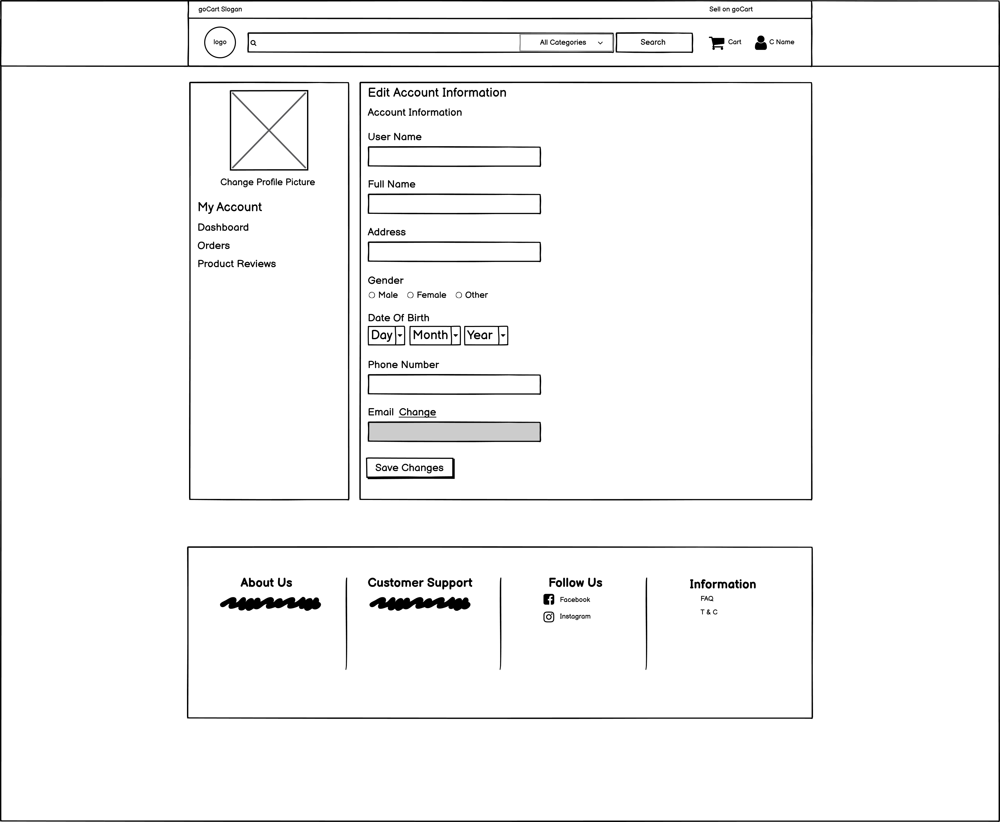 goCart Slogan Sell on goCart
logo All Categories Search Cart C Name
Change Profile Picture
My Account
Dashboard
Orders
Product Reviews
Edit Account Information
Account Information
User Name
Full Name
Address
Gender
Male Female Other
Date Of Birth
Day Month Year
Phone Number
Email Change
Save Changes
About Us
Customer Support
Follow Us
Facebook
Instagram
Information
FAQ
T & C